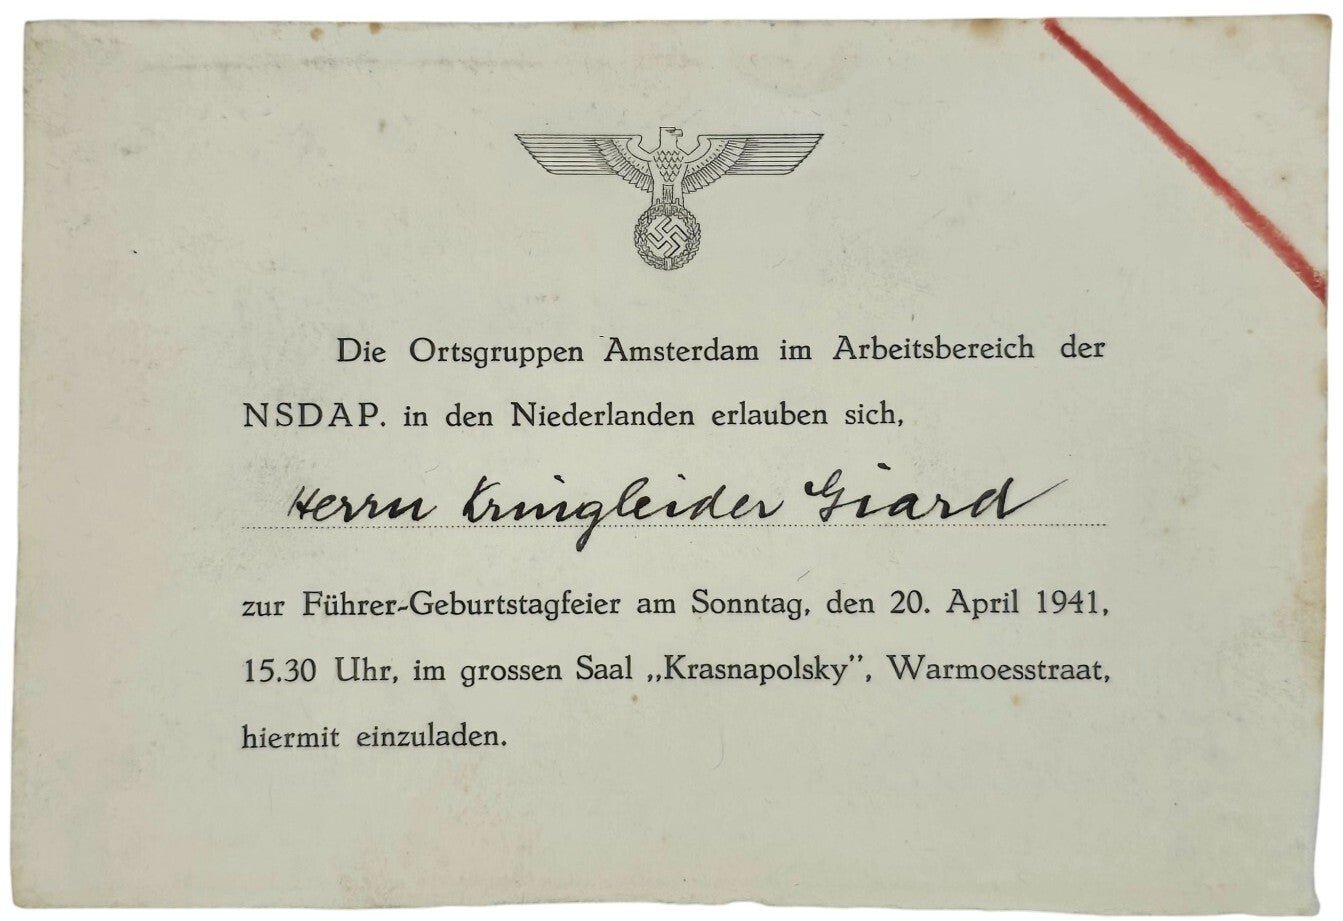 Die Ortsgruppen Amsterdam im Arbeitsbereich der
NSDAP. in den Niederlanden erlauben sich,
Herrn Kringleider Giard
zur Führer-Geburtstagfeier am Sonntag, den 20. April 1941,
15.30 Uhr, im grossen Saal „Krasnapolsky”, Warmoesstraat,
hiermit einzuladen.